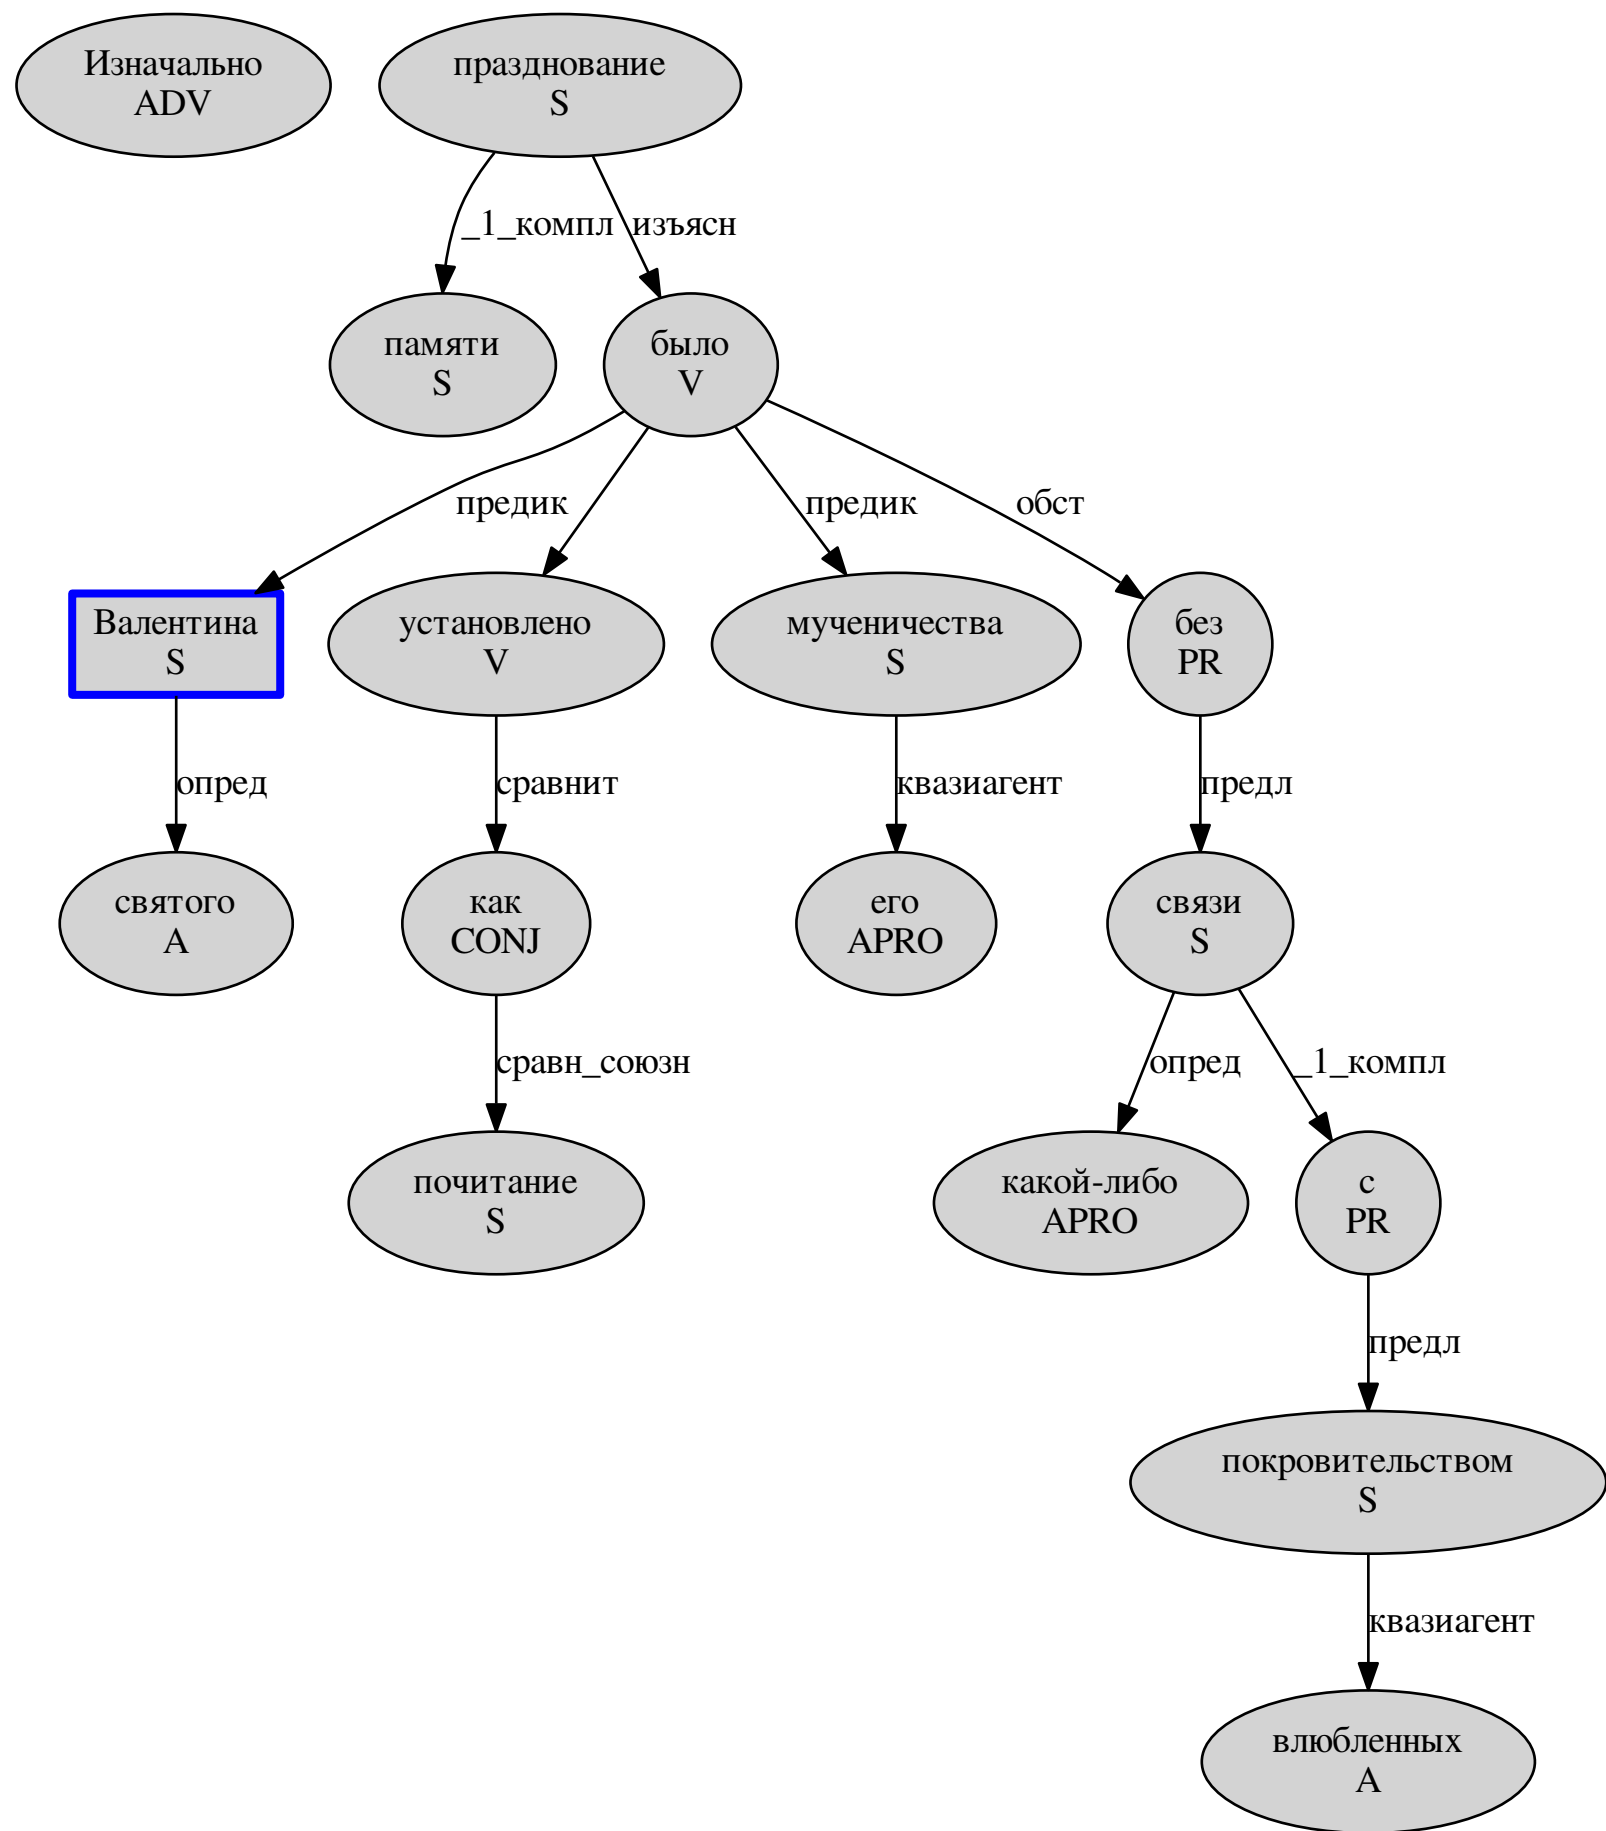 Изначально
ADV
празднование
S
_1_компл
изъясн
памяти
S
было
V
предик
предик
обст
Валентина
S
установлено
V
мученичества
S
без
PR
опред
сравнит
квазиагент
предл
святого
A
как
CONJ
его
APRO
связи
S
сравн_союзн
опред
_1_компл
почитание
S
какой-либо
APRO
с
PR
предл
покровительством
S
квазиагент
влюбленных
A